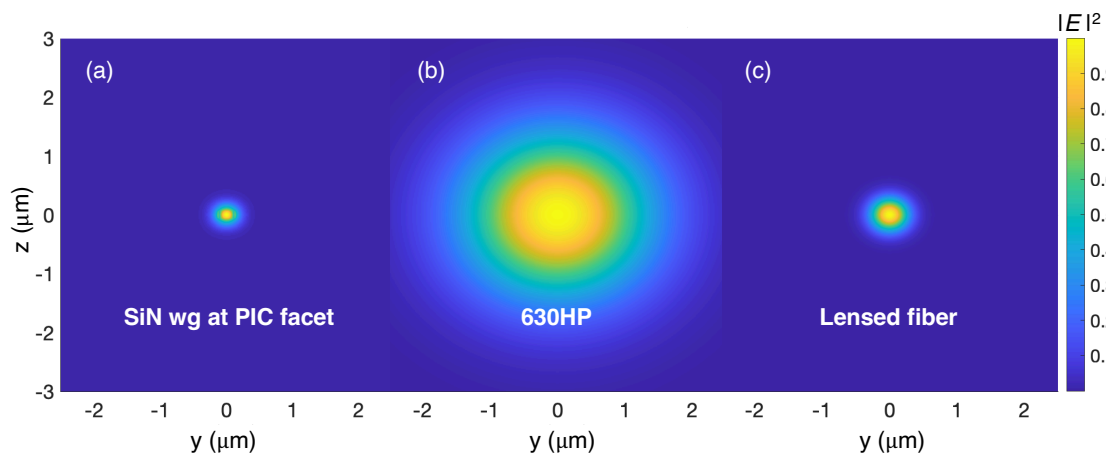 |E|²
3
2
1
0
-1
-2
-3
z (μm)
(a)
(b)
(c)
SiN wg at PIC facet
630HP
Lensed fiber
-2 -1 0 1 2
-2 -1 0 1 2
-2 -1 0 1 2
y (μm)
y (μm)
y (μm)
0.
0.
0.
0.
0.
0.
0.
0.
0.